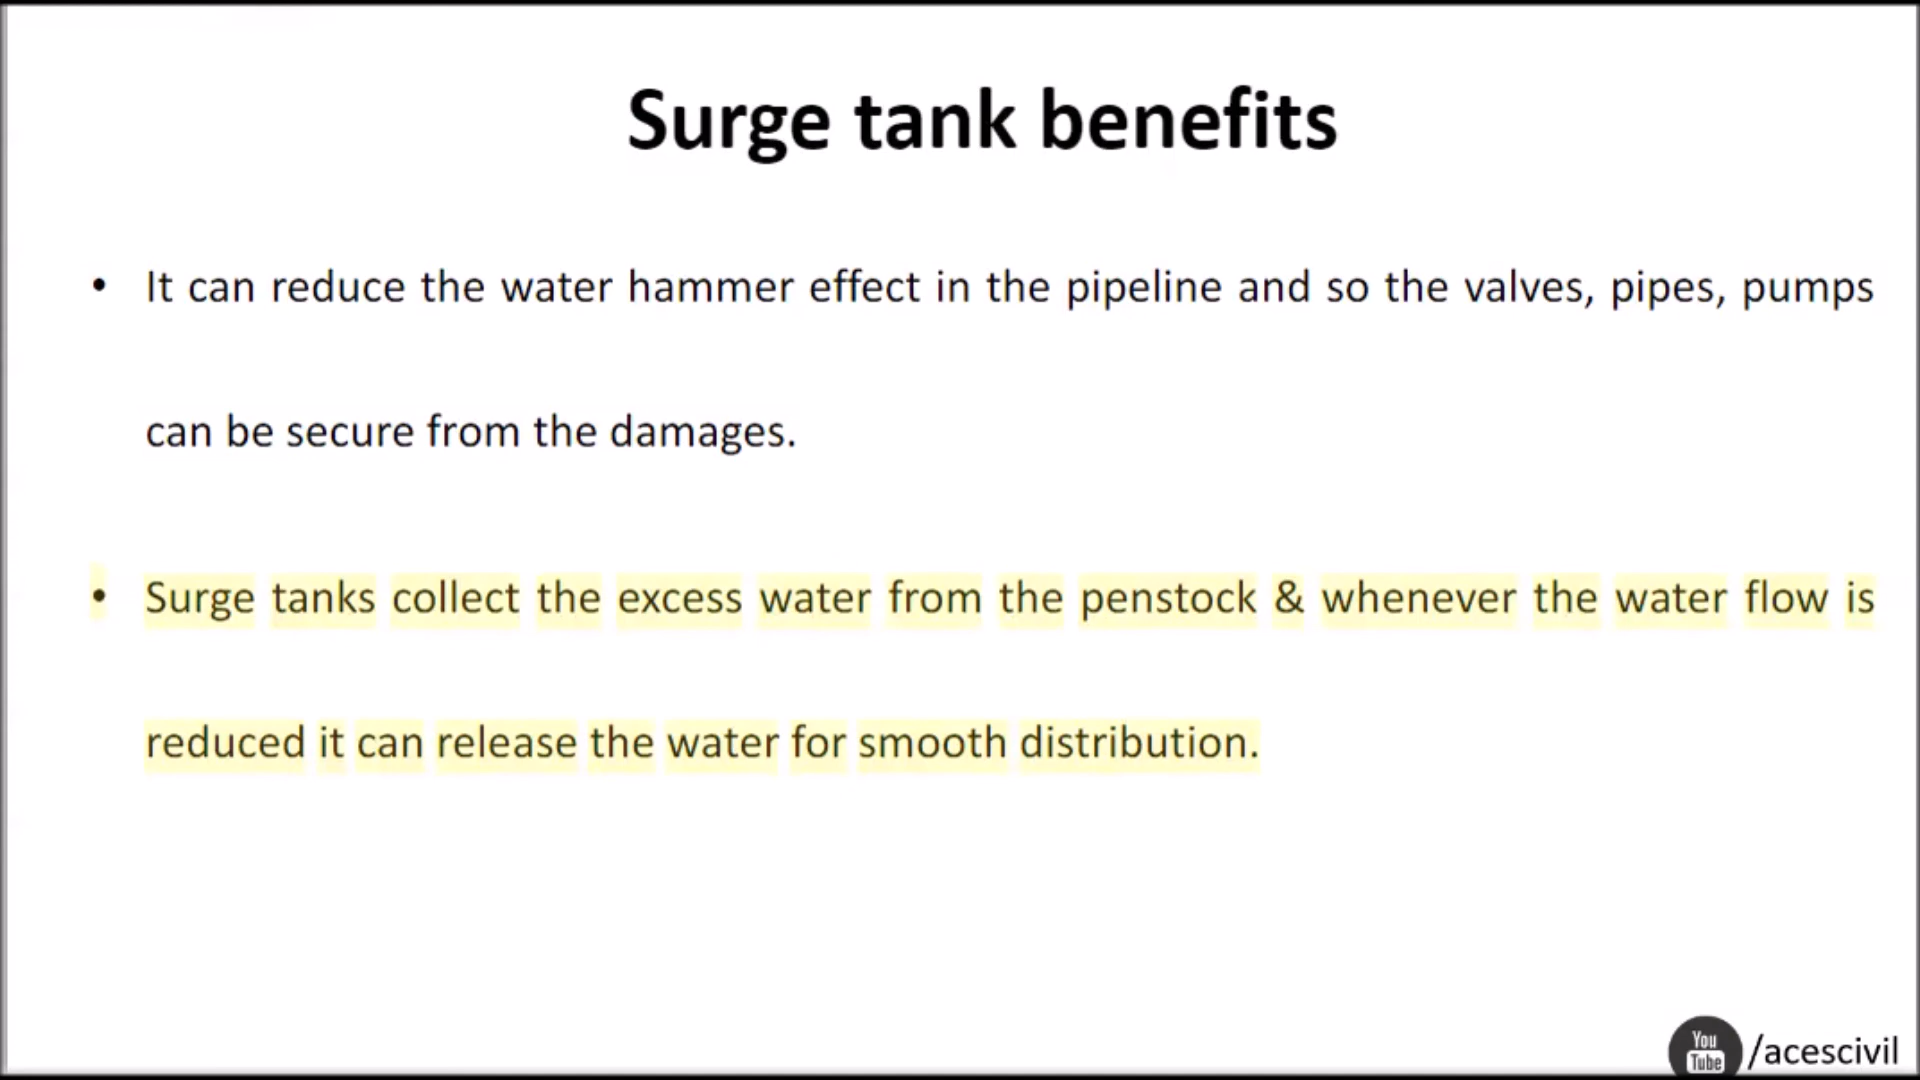 Surge tank benefits
• It can reduce the water hammer effect in the pipeline and so the valves, pipes, pumps
can be secure from the damages.
• Surge tanks collect the excess water from the penstock & whenever the water flow is
reduced it can release the water for smooth distribution.
You
Tube
/acescivil